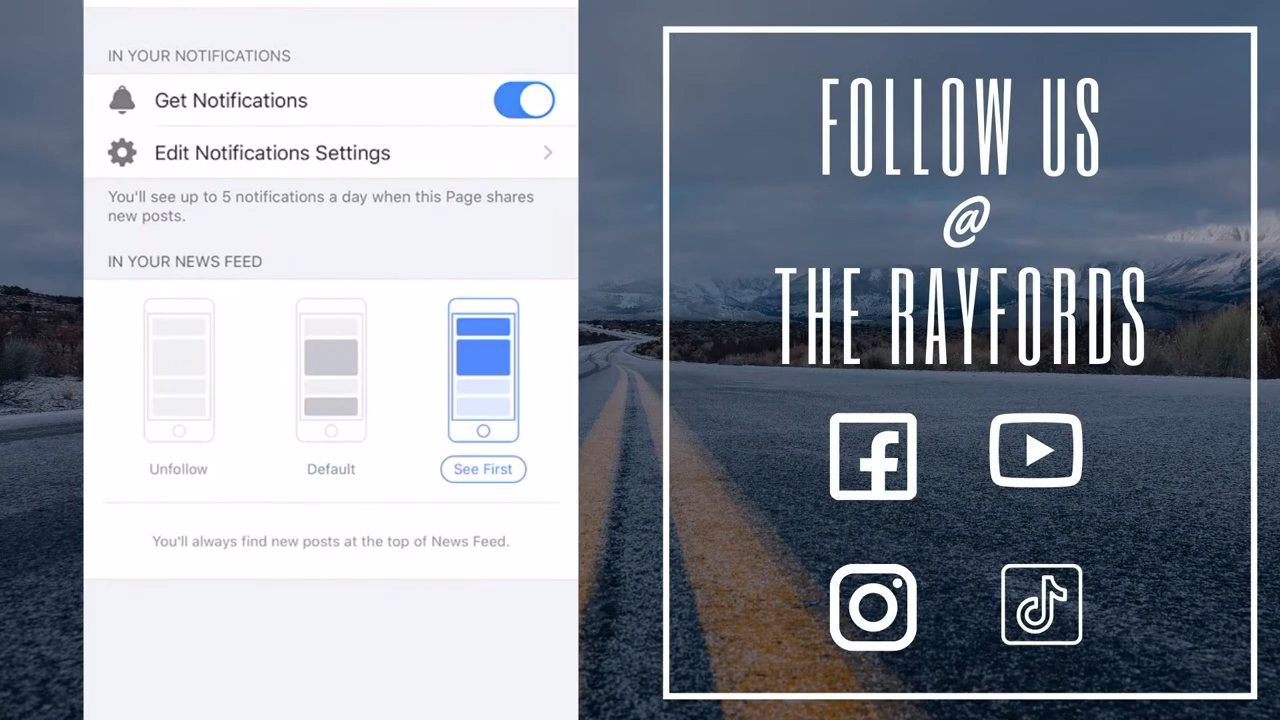 IN YOUR NOTIFICATIONS
Get Notifications
Edit Notifications Settings
You'll see up to 5 notifications a day when this Page shares
new posts.
IN YOUR NEWS FEED
Unfollow
Default
See First
You'll always find new posts at the top of News Feed.
FOLLOW US
@
THE RAYFORDS